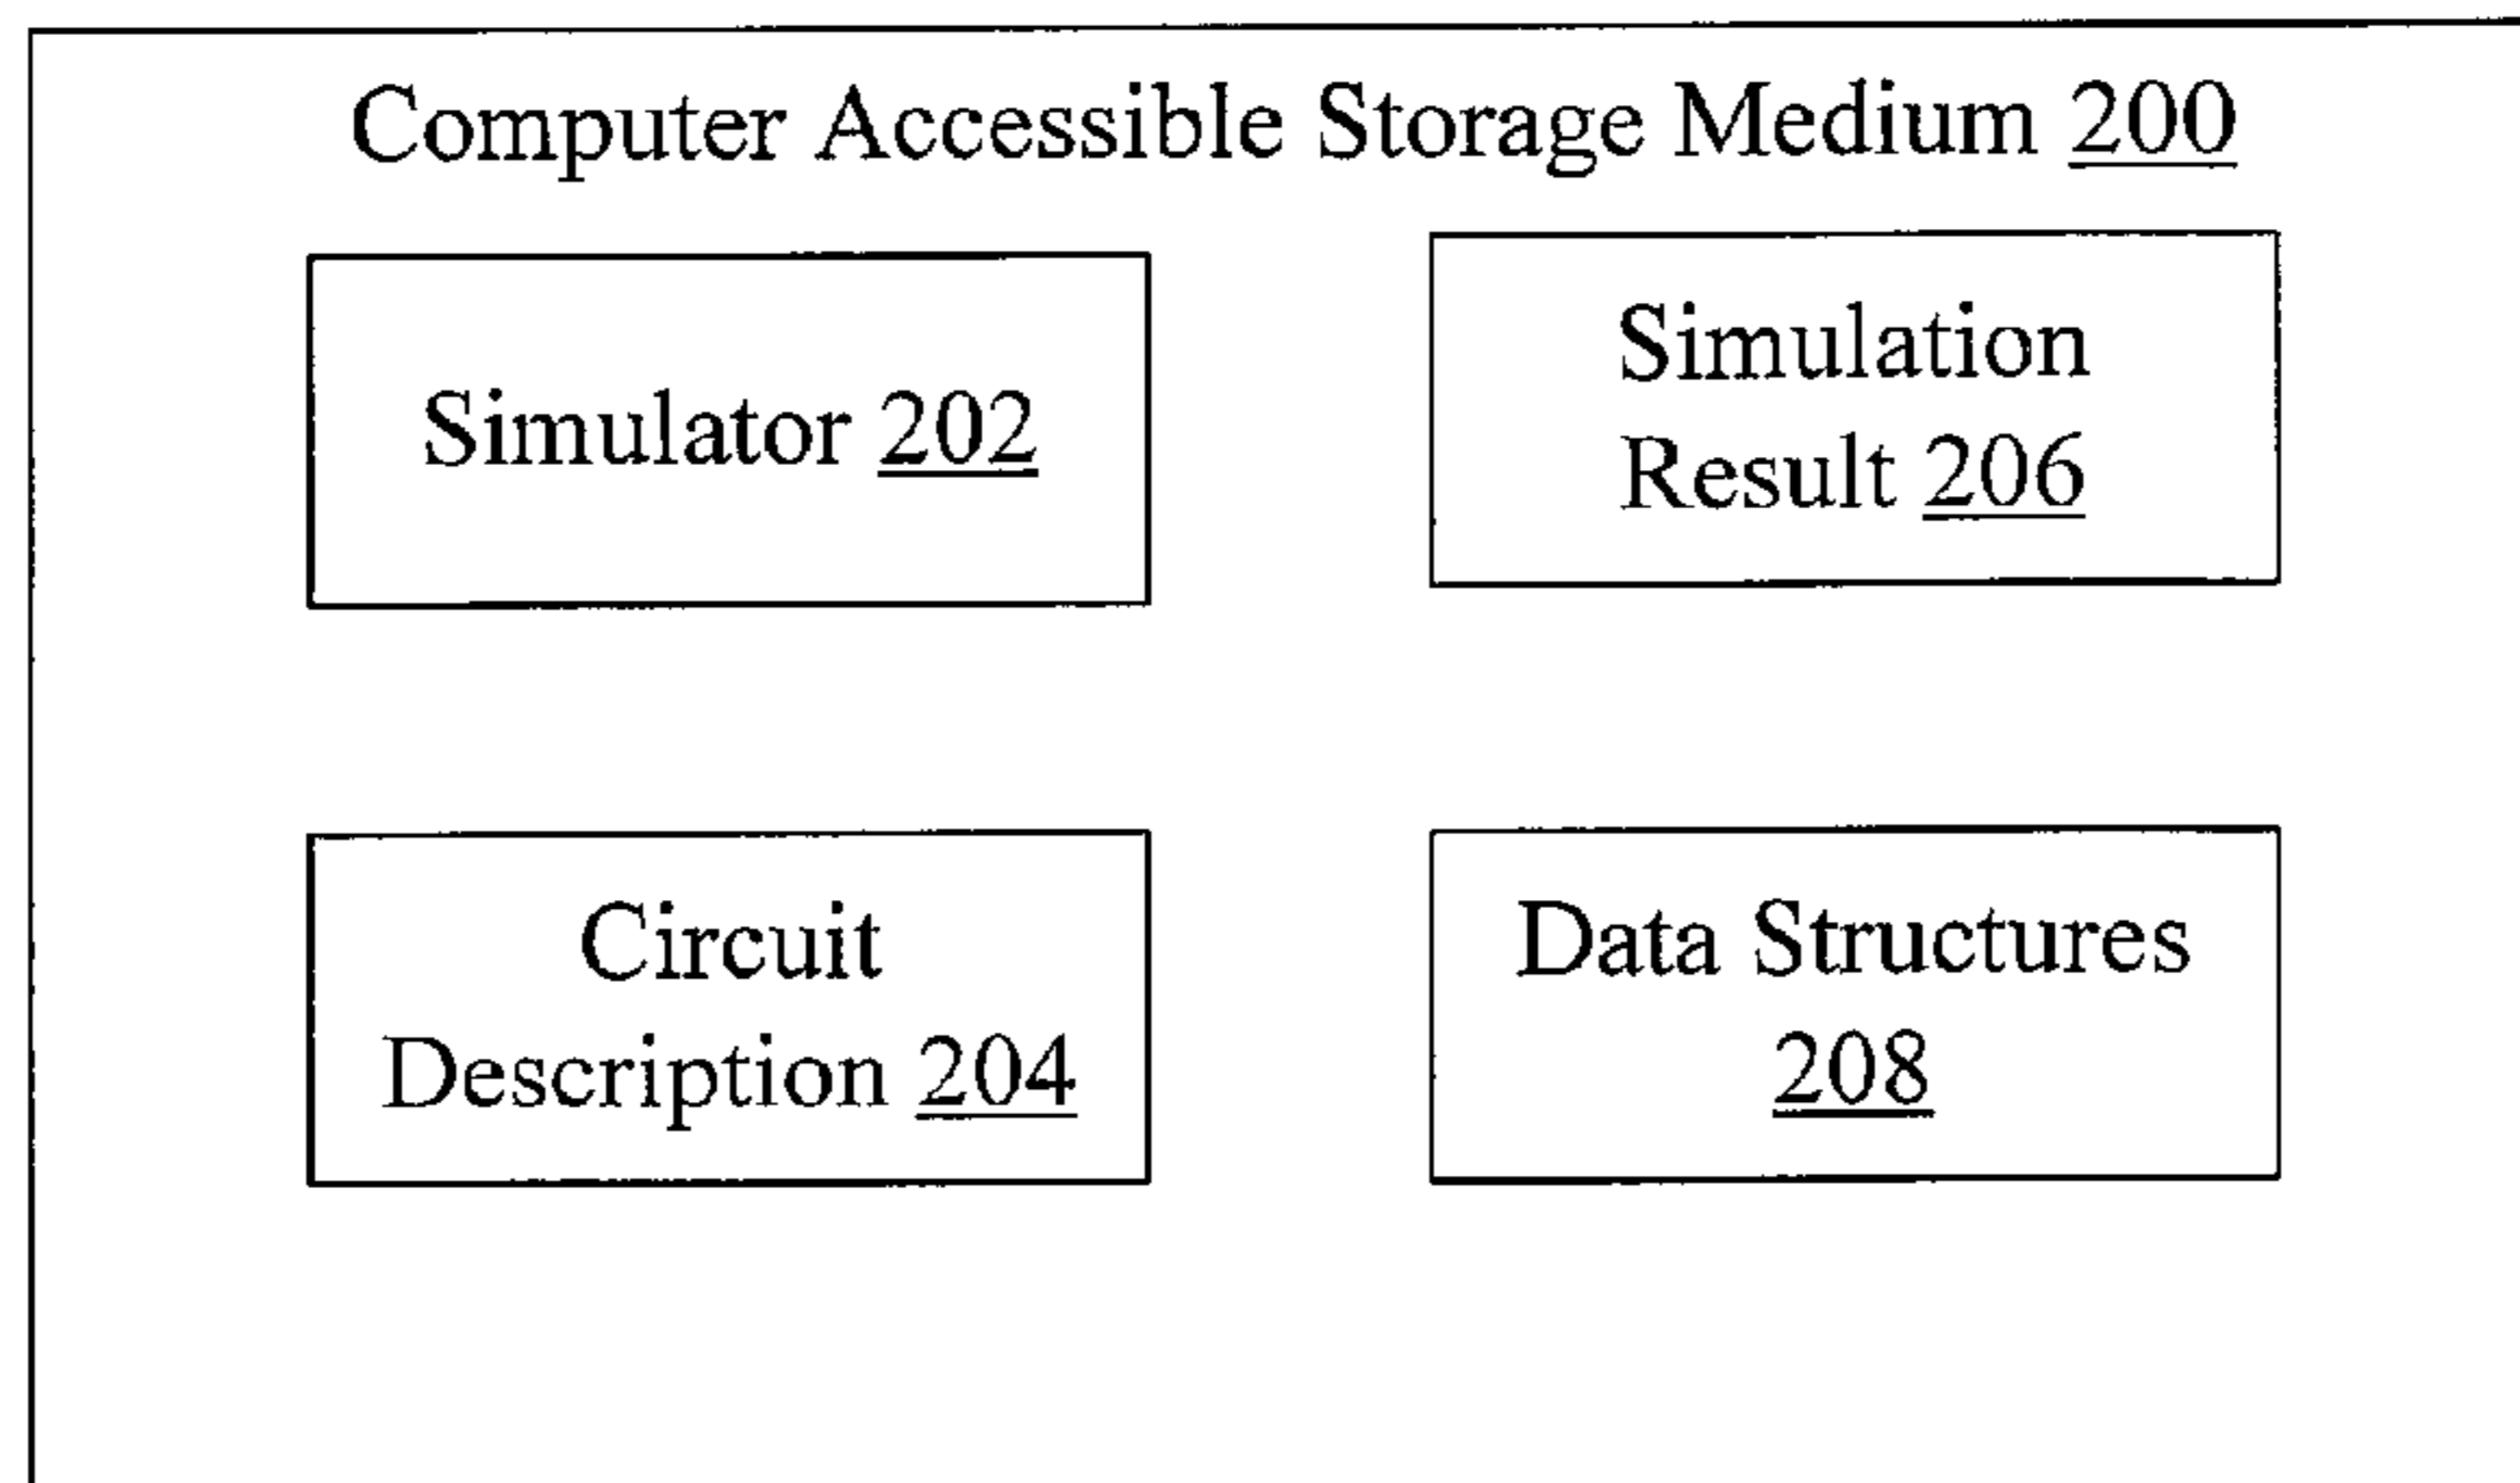 Computer Accessible Storage Medium 200
Simulator 202
Simulation
Result 206
Circuit
Description 204
Data Structures
208